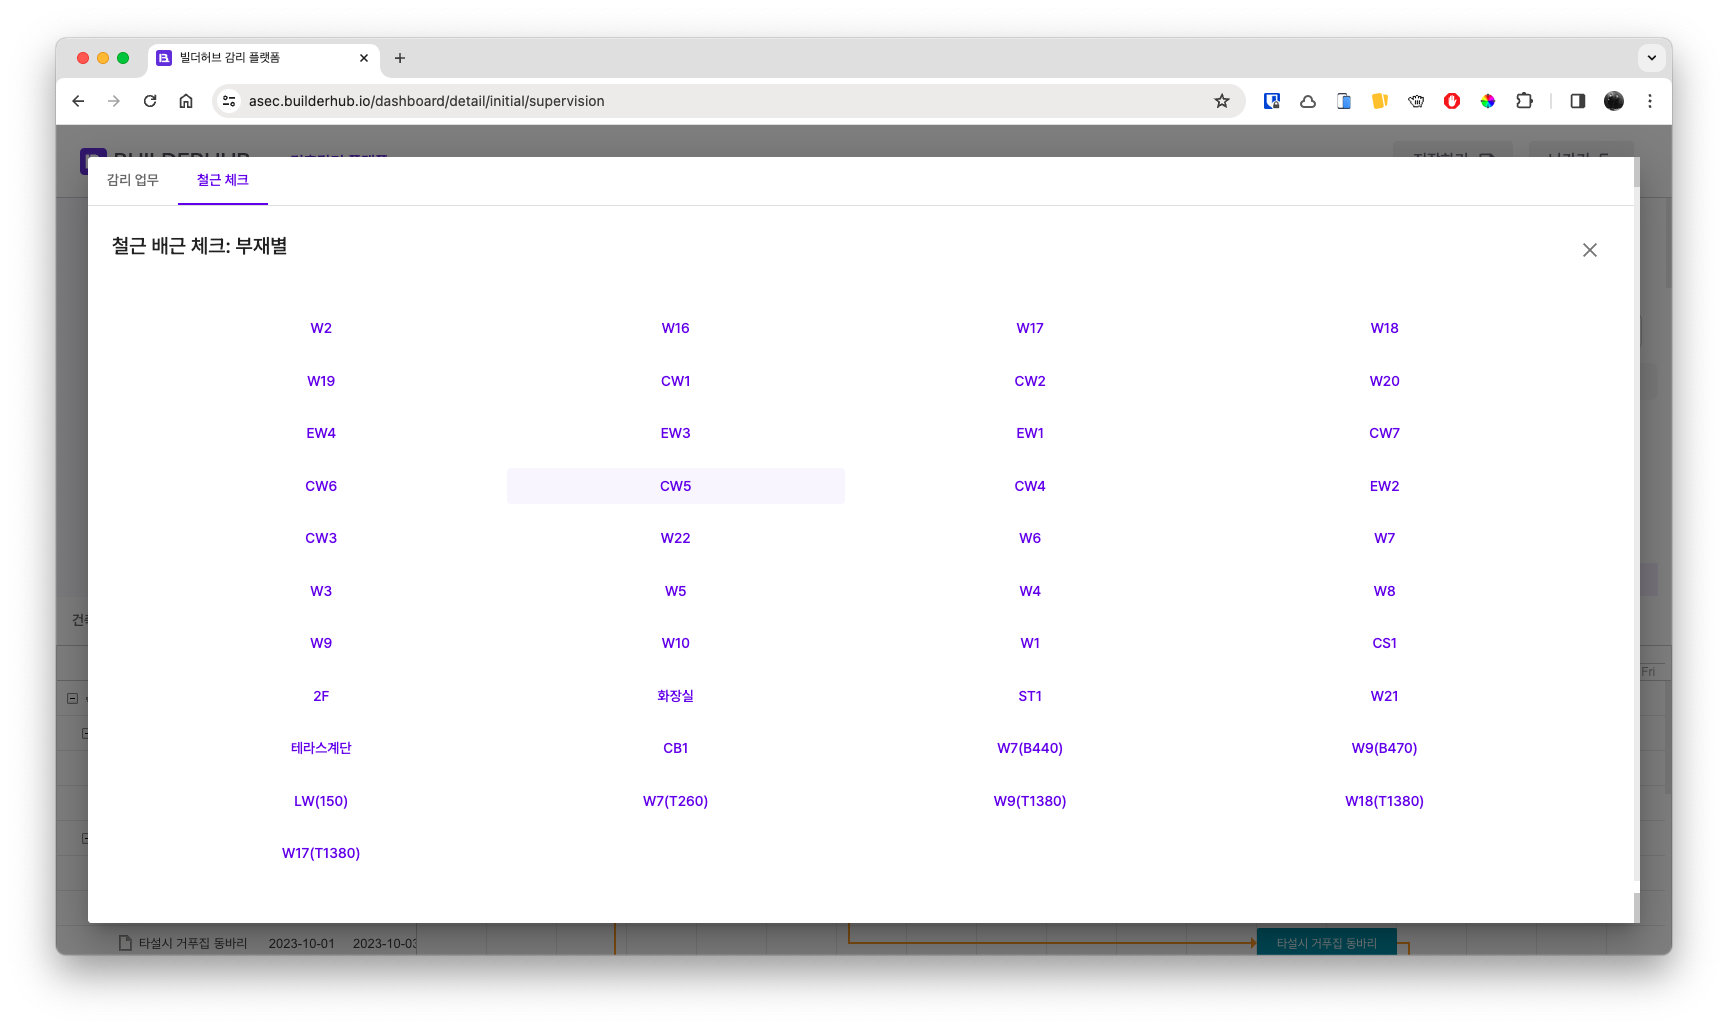 빌더허브 감리 플랫폼
asec.builderhub.io/dashboard/detail/initial/supervision
감리 업무
철근 체크
철근 배근 체크: 부재별
W2 W16 W17 W18
W19 CW1 CW2 W20
EW4 EW3 EW1 CW7
CW6 CW5 CW4 EW2
CW3 W22 W6 W7
W3 W5 W4 W8
W9 W10 W1 CS1
2F 화장실 ST1 W21
테라스계단 CB1 W7(B440) W9(B470)
LW(150) W7(T260) W9(T1380) W18(T1380)
W17(T1380)
Fri
타설시 거푸집 동바리 2023-10-01 2023-10-03 타설시 거푸집 동바리